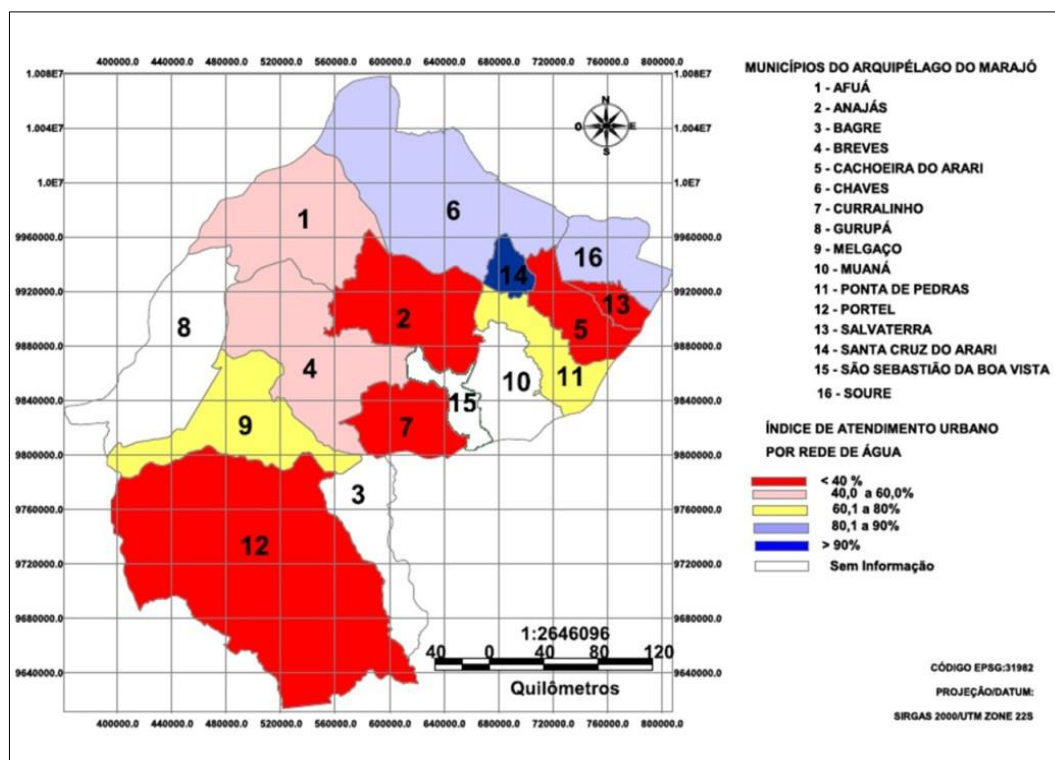 400000.0 440000.0 480000.0 520000.0 560000.0 600000.0 640000.0 680000.0 720000.0 760000.0 800000.0
1.008E7 1.008E7
1.004E7 1.004E7
1.0E7 1.0E7
9960000.0 9960000.0
9920000.0 9920000.0
9880000.0 9880000.0
9840000.0 9840000.0
9800000.0 9800000.0
9760000.0 9760000.0
9720000.0 9720000.0
9680000.0 9680000.0
9640000.0 9640000.0
400000.0 440000.0 480000.0 520000.0 560000.0 600000.0 640000.0 680000.0 720000.0 760000.0 800000.0
N
O E
S
1
6
16
14
13
8
2
5
4
10
11
15
9
7
3
12
1:2646096
40 0 40 80 120
Quilômetros
MUNICÍPIOS DO ARQUIPÉLAGO DO MARAJÓ
1 - AFUÁ
2 - ANAJÁS
3 - BAGRE
4 - BREVES
5 - CACHOEIRA DO ARARI
6 - CHAVES
7 - CURRALINHO
8 - GURUPÁ
9 - MELGAÇO
10 - MUANÁ
11 - PONTA DE PEDRAS
12 - PORTEL
13 - SALVATERRA
14 - SANTA CRUZ DO ARARI
15 - SÃO SEBASTIÃO DA BOA VISTA
16 - SOURE
ÍNDICE DE ATENDIMENTO URBANO
POR REDE DE ÁGUA
< 40 %
40,0 a 60,0%
60,1 a 80%
80,1 a 90%
> 90%
Sem Informação
CÓDIGO EPSG:31982
PROJEÇÃO/DATUM:
SIRGAS 2000/UTM ZONE 22S